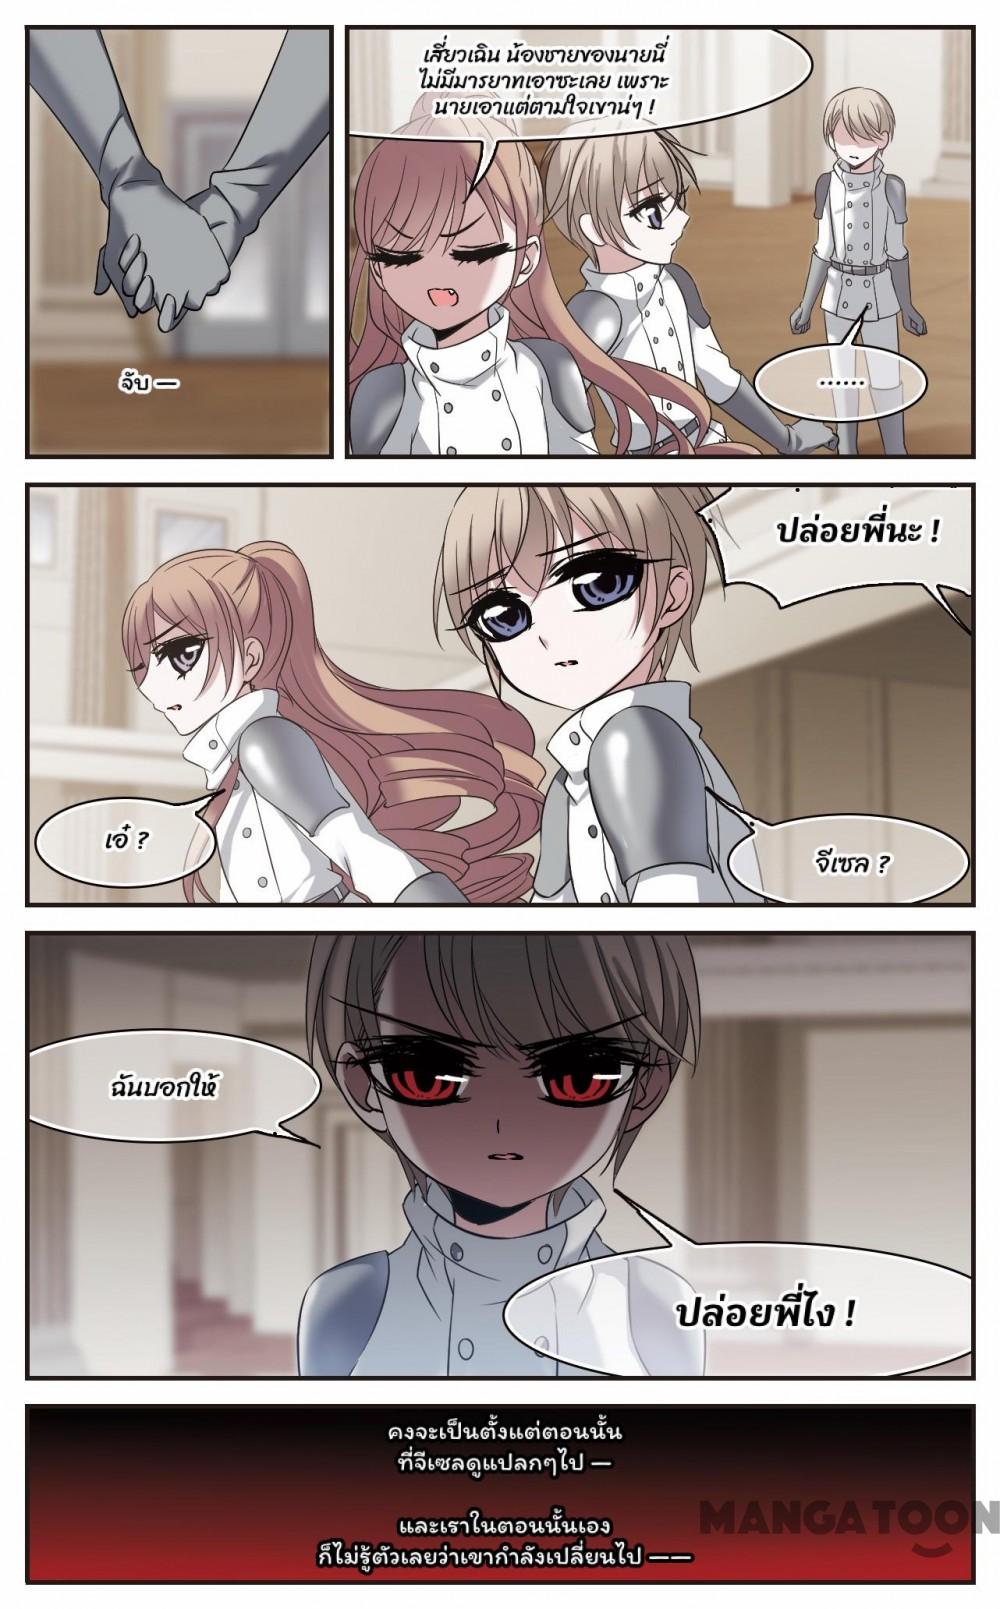 จับ —
เสี่ยวเฉิน น้องชายของนายนี่
ไม่มีมารยาทเอาซะเลย เพราะ
นายเอาแต่ตามใจเขาน่ๆ !
......
ปล่อยพี่นะ !
เอ๋ ?
จีเซล ?
ฉันบอกให้
ปล่อยพี่ไง !
คงจะเป็นตั้งแต่ตอนนั้น
ที่จีเซลดูแปลกๆไป —
และเราในตอนนั้นเอง
ก็ไม่รู้ตัวเลยว่าเขากำลังเปลี่ยนไป ——
MANGATOON